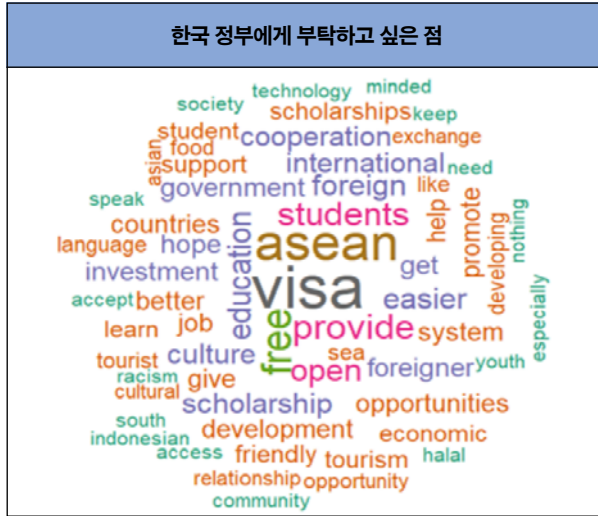 한국 정부에게 부탁하고 싶은 점
technology minded
society scholarships keep
student cooperation exchange
asian food
support international need
government foreign like
speak students help promote
countries asean developing nothing
language hope education get
investment visa easier
accept better especially
learn job free provide system
tourist culture sea
racism open foreigner youth
cultural give
scholarship opportunities
south development economic
indonesian
access friendly tourism halal
relationship opportunity
community